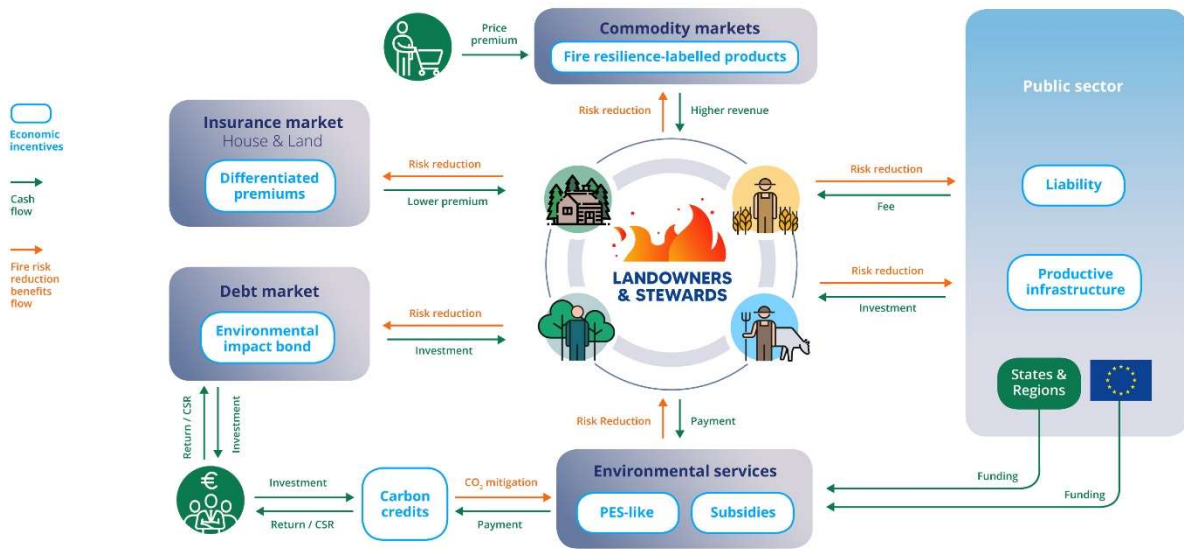 Price
premium
Commodity markets
Fire resilience-labelled products
Public sector
Economic
incentives
Cash
flow
Fire risk
reduction
benefits
flow
Insurance market
House & Land
Differentiated
premiums
Risk reduction
Lower premium
Risk reduction
Higher revenue
Risk reduction
Fee
Liability
LANDOWNERS
& STEWARDS
Debt market
Environmental
impact bond
Risk reduction
Investment
Risk reduction
Investment
Productive
infrastructure
States &
Regions
Return / CSR
Investment
Risk Reduction
Payment
€
Investment
Return / CSR
Carbon
credits
CO₂ mitigation
Payment
Environmental services
PES-like
Subsidies
Funding
Funding